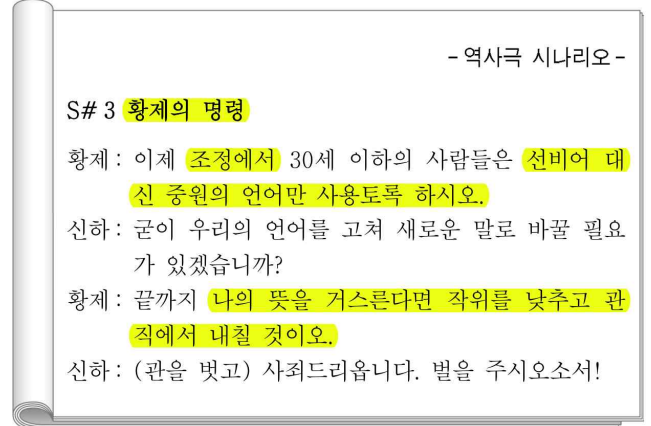 - 역사극 시나리오 -
S# 3 황제의 명령
황제 : 이제 조정에서 30세 이하의 사람들은 선비어 대
신 중원의 언어만 사용토록 하시오.
신하 : 굳이 우리의 언어를 고쳐 새로운 말로 바꿀 필요
가 있겠습니까?
황제 : 끝까지 나의 뜻을 거스른다면 작위를 낮추고 관
직에서 내칠 것이오.
신하 : (관을 벗고) 사죄드리옵니다. 벌을 주시오소서!